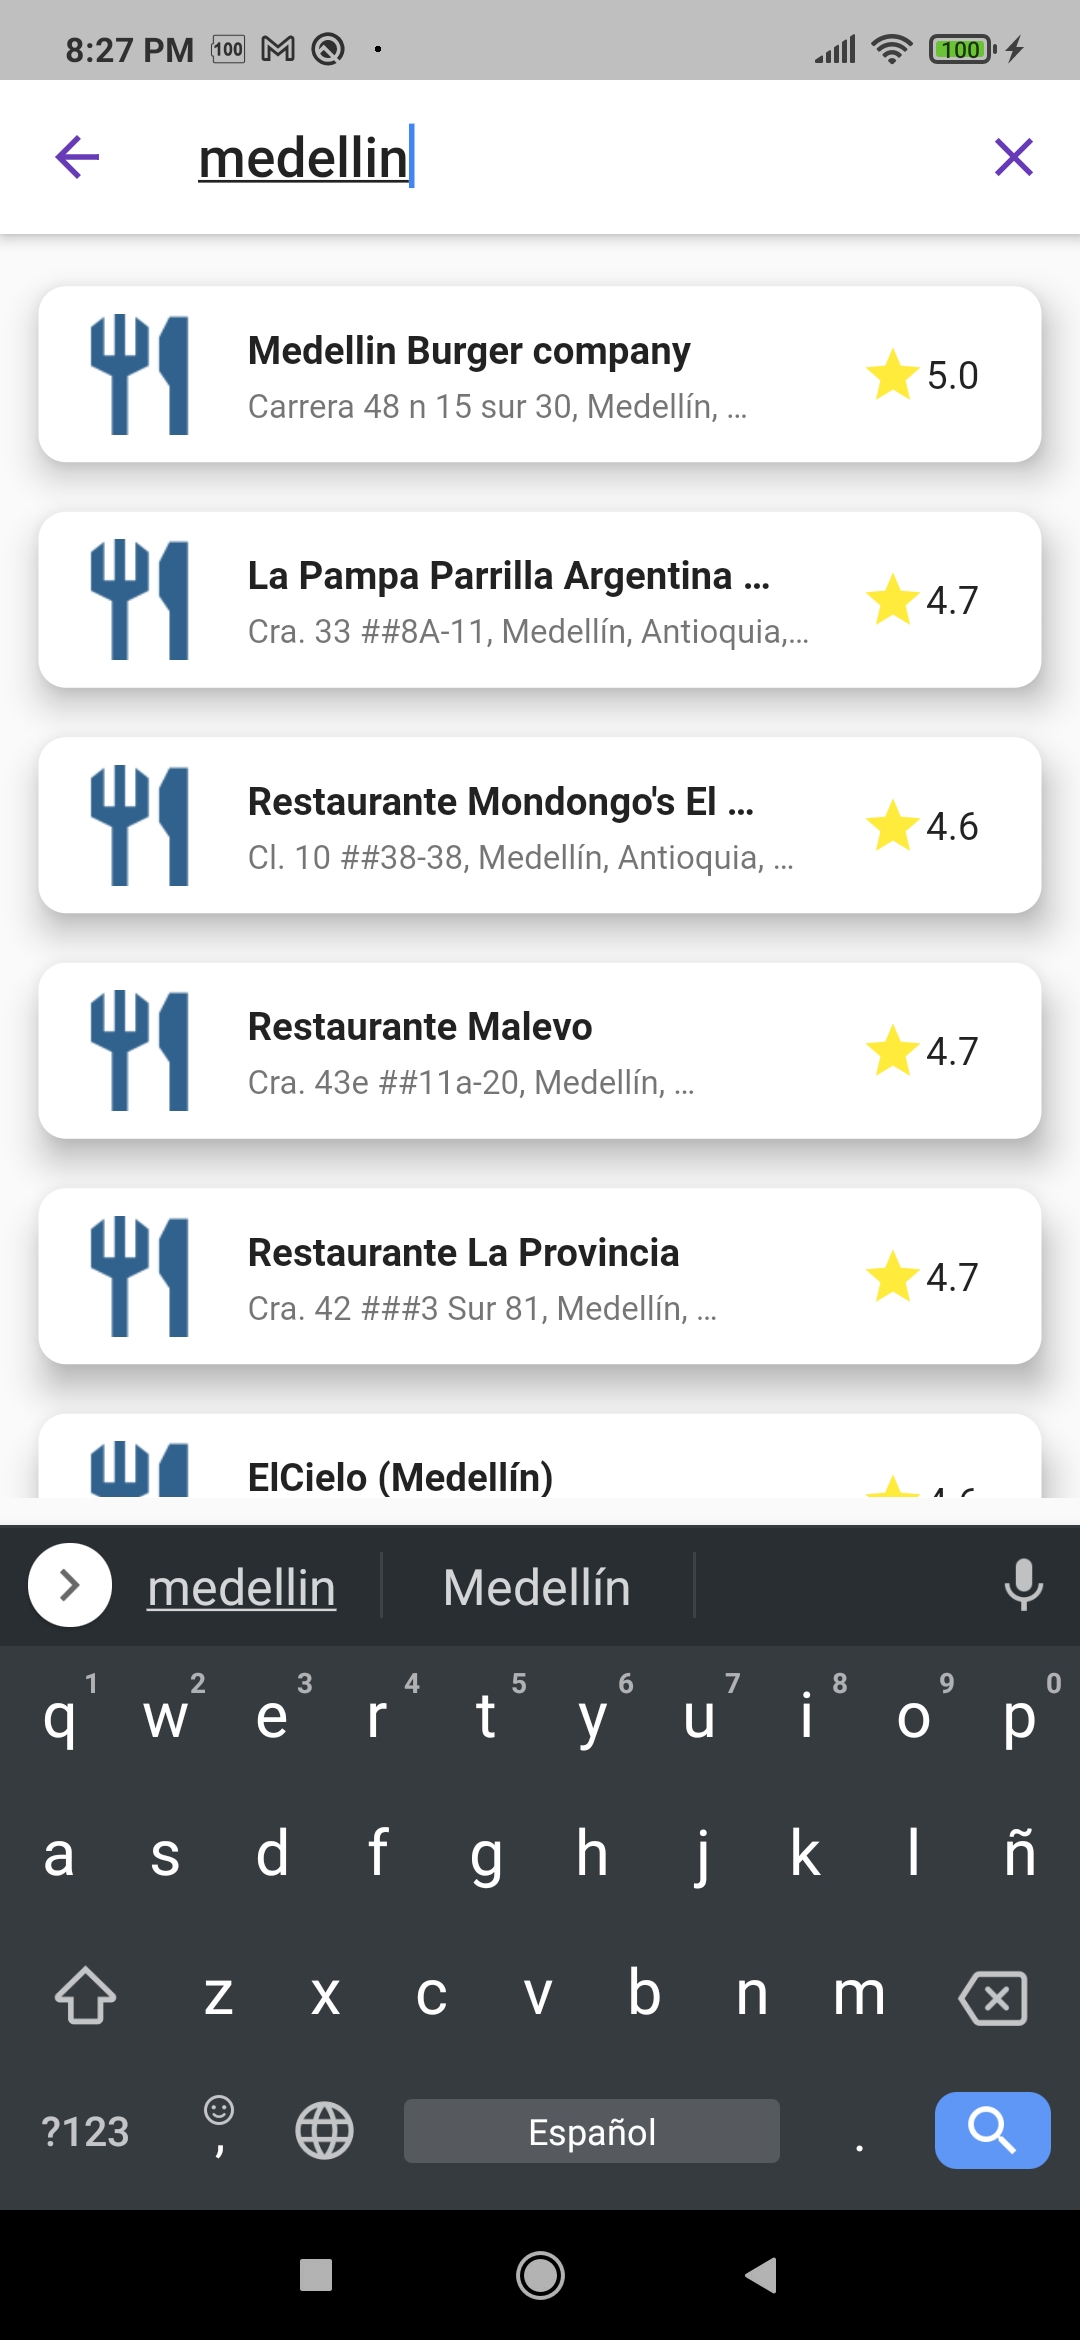 8:27 PM 100 100
medellin
Medellin Burger company
Carrera 48 n 15 sur 30, Medellín, ...
5.0
La Pampa Parrilla Argentina ...
Cra. 33 ##8A-11, Medellín, Antioquia,...
4.7
Restaurante Mondongo's El ...
Cl. 10 ##38-38, Medellín, Antioquia, ...
4.6
Restaurante Malevo
Cra. 43e ##11a-20, Medellín, ...
4.7
Restaurante La Provincia
Cra. 42 ###3 Sur 81, Medellín, ...
4.7
ElCielo (Medellín)
medellin Medellín
1 2 3 4 5 6 7 8 9 0
q w e r t y u i o p
a s d f g h j k l ñ
z x c v b n m
?123 , Español .